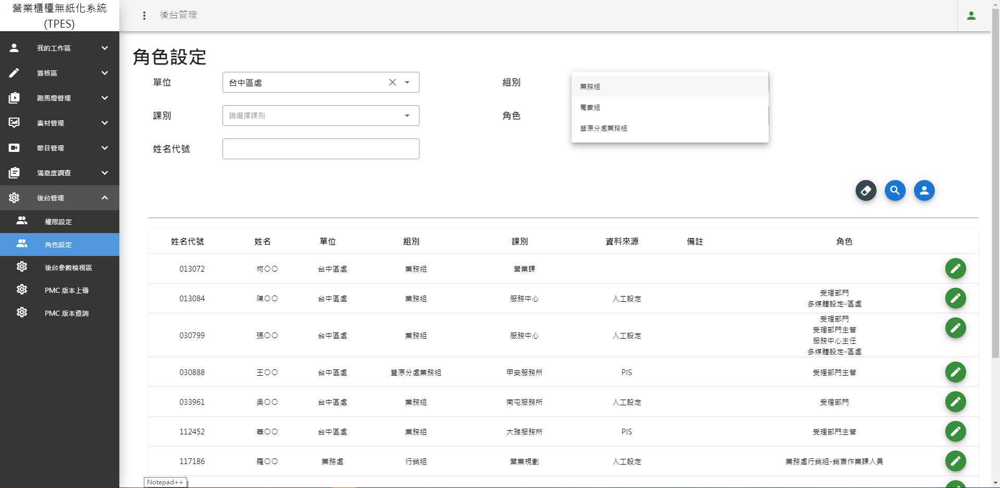 營業櫃檯無紙化系統
(TPES)
後台管理
我的工作區
簽核區
跑馬燈管理
素材管理
節目管理
滿意度調查
後台管理
權限設定
角色設定
後台參數檢視區
PMC 版本上傳
PMC 版本查詢
角色設定
單位 台中區處 組別
業務組
電費組
豐原分處業務組
課別 請選擇課別 角色
姓名代號
姓名代號 姓名 單位 組別 課別 資料來源 備註 角色
013072 柯〇〇 台中區處 業務組 營業課
013084 陳〇〇 台中區處 業務組 服務中心 人工設定 受理部門
多媒體設定-區處
030799 張〇〇 台中區處 業務組 服務中心 人工設定 受理部門
受理部門主管
服務中心主任
多媒體設定-區處
030888 王〇〇 台中區處 豐原分處業務組 甲安服務所 PIS 受理部門主管
033961 吳〇〇 台中區處 業務組 南屯服務所 人工設定 受理部門
112452 蕭〇〇 台中區處 業務組 大雅服務所 PIS 受理部門主管
117186 羅〇〇 業務處 行銷組 營業規劃 人工設定 業務處行銷組-銷售作業課人員
Notepad++